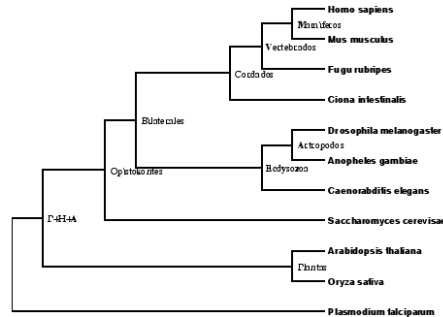 Homo sapiens
Mamíferos
Mus musculus
Vertebrados
Fugu rubripes
Cordados
Ciona intestinalis
Bilaterales
Drosophila melanogaster
Artropodos
Anopheles gambiae
Opistokontes
Ecdysozoa
Caenorabditis elegans
P+H+A
Saccharomyces cerevisae
Arabidopsis thaliana
Plantas
Oryza sativa
Plasmodium falciparum